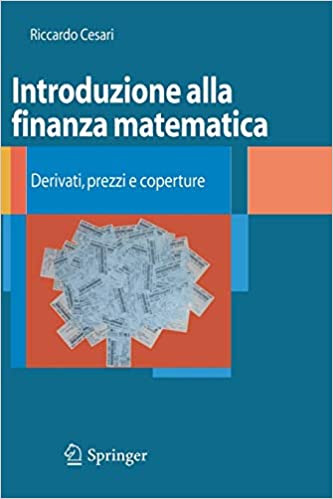 Riccardo Cesari
Introduzione alla
finanza matematica
Derivati, prezzi e coperture
Springer